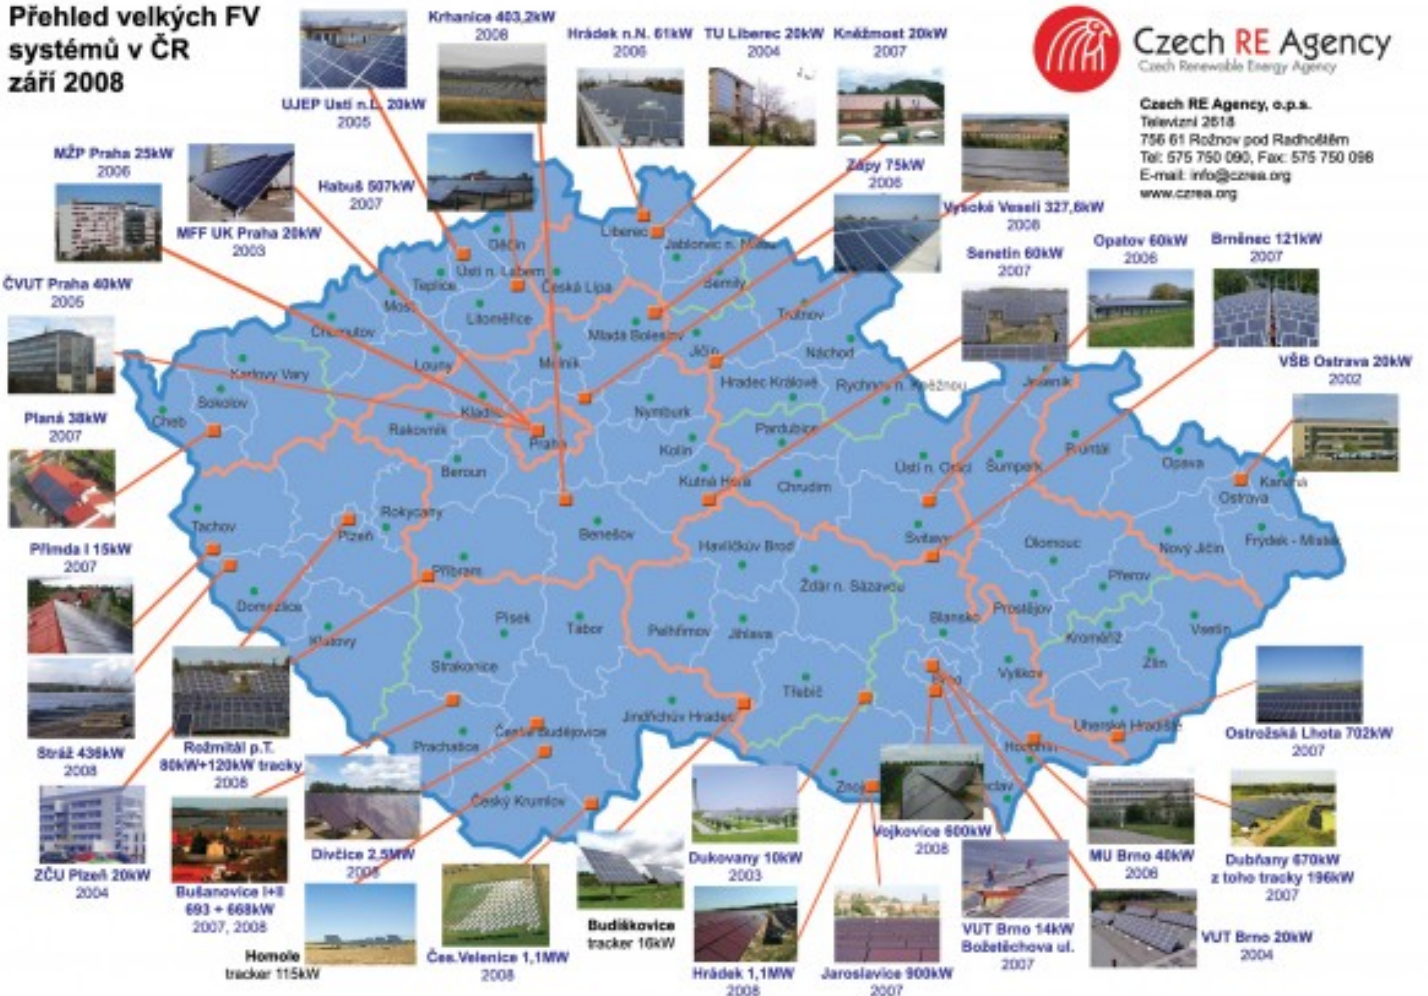 Přehled velkých FV
systémů v ČR
září 2008
Czech RE Agency
Czech Renewable Energy Agency
Czech RE Agency, o.p.s.
Televizní 2618
756 61 Rožnov pod Radhoštěm
Tel: 575 750 090, Fax: 575 750 098
E-mail: info@czrea.org
www.czrea.org
UJEP Ústí n.L. 20kW
2005
Krhanice 403,2kW
2008
Hrádek n.N. 61kW
2006
TU Liberec 20kW
2004
Kněžmost 20kW
2007
MŽP Praha 25kW
2006
MFF UK Praha 20kW
2003
Habuš 507kW
2007
Zápy 75kW
2006
Vysoké Veselí 327,6kW
2008
Senetín 60kW
2007
Opatov 60kW
2006
Brněnec 121kW
2007
VŠB Ostrava 20kW
2002
ČVUT Praha 40kW
2005
Planá 38kW
2007
Přimda I 15kW
2007
Stráž 436kW
2008
ZČU Plzeň 20kW
2004
Rožmitál p.T.
80kW+120kW tracky
2008
Bušanovice I+II
693 + 668kW
2007, 2008
Divčice 2,5MW
2008
Homole
tracker 115kW
Čes.Velenice 1,1MW
2008
Budíškovice
tracker 16kW
Dukovany 10kW
2003
Hrádek 1,1MW
2008
Jaroslavice 900kW
2007
Vojkovice 600kW
2008
VUT Brno 14kW
Božetěchova ul.
2007
MU Brno 40kW
2006
VUT Brno 20kW
2004
Dubňany 670kW
z toho tracky 196kW
2007
Ostrožská Lhota 702kW
2007
Děčín
Ústí n. Labem
Teplice
Most
Chomutov
Litoměřice
Česká Lípa
Liberec
Jablonec n. Nisou
Semily
Trutnov
Louny
Mělník
Mladá Boleslav
Jičín
Náchod
Karlovy Vary
Sokolov
Cheb
Rakovník
Kladno
Praha
Nymburk
Hradec Králové
Rychnov n. Kněžnou
Jeseník
Beroun
Kolín
Pardubice
Kutná Hora
Chrudim
Ústí n. Orlicí
Šumperk
Bruntál
Opava
Ostrava
Karviná
Tachov
Plzeň
Rokycany
Benešov
Havlíčkův Brod
Svitavy
Olomouc
Nový Jičín
Frýdek - Místek
Příbram
Žďár n. Sázavou
Přerov
Domažlice
Klatovy
Písek
Tábor
Pelhřimov
Jihlava
Blansko
Prostějov
Kroměříž
Vsetín
Strakonice
Třebíč
Brno
Vyškov
Zlín
Prachatice
České Budějovice
Jindřichův Hradec
Uherské Hradiště
Hodonín
Český Krumlov